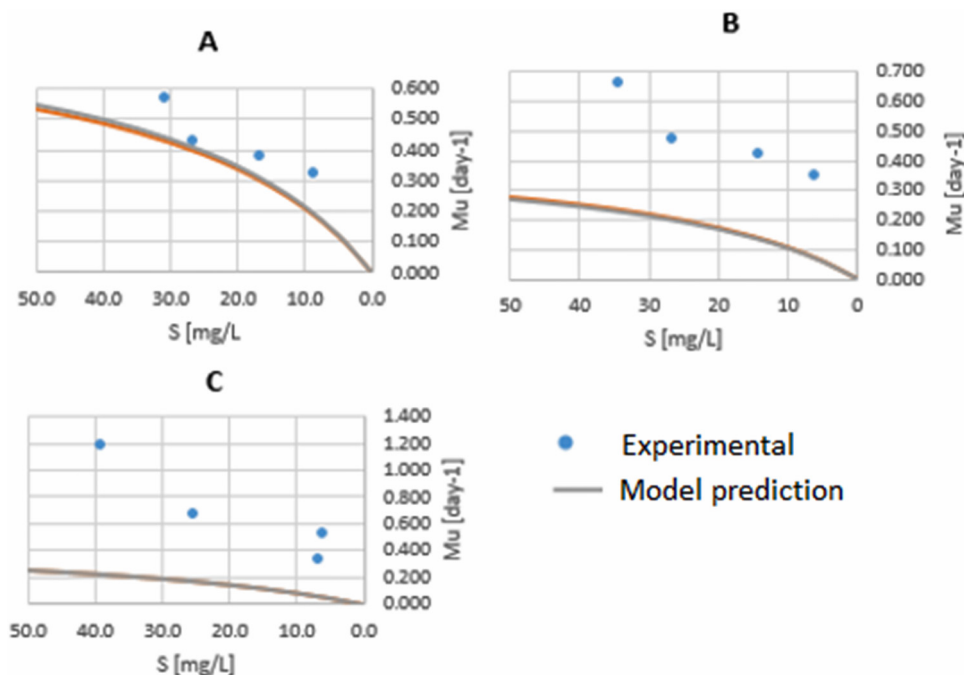 A
0.600
0.500
0.400
0.300
0.200
0.100
0.000
Mu [day-1)
50.0 40.0 30.0 20.0 10.0 0.0
S [mg/L
B
0.700
0.600
0.500
0.400
0.300
0.200
0.100
0.000
Mu [day-1)
50 40 30 20 10 0
S [mg/L]
C
1.400
1.200
1.000
0.800
0.600
0.400
0.200
0.000
Mu [day-1)
50.0 40.0 30.0 20.0 10.0 0.0
S [mg/L]
Experimental
Model prediction